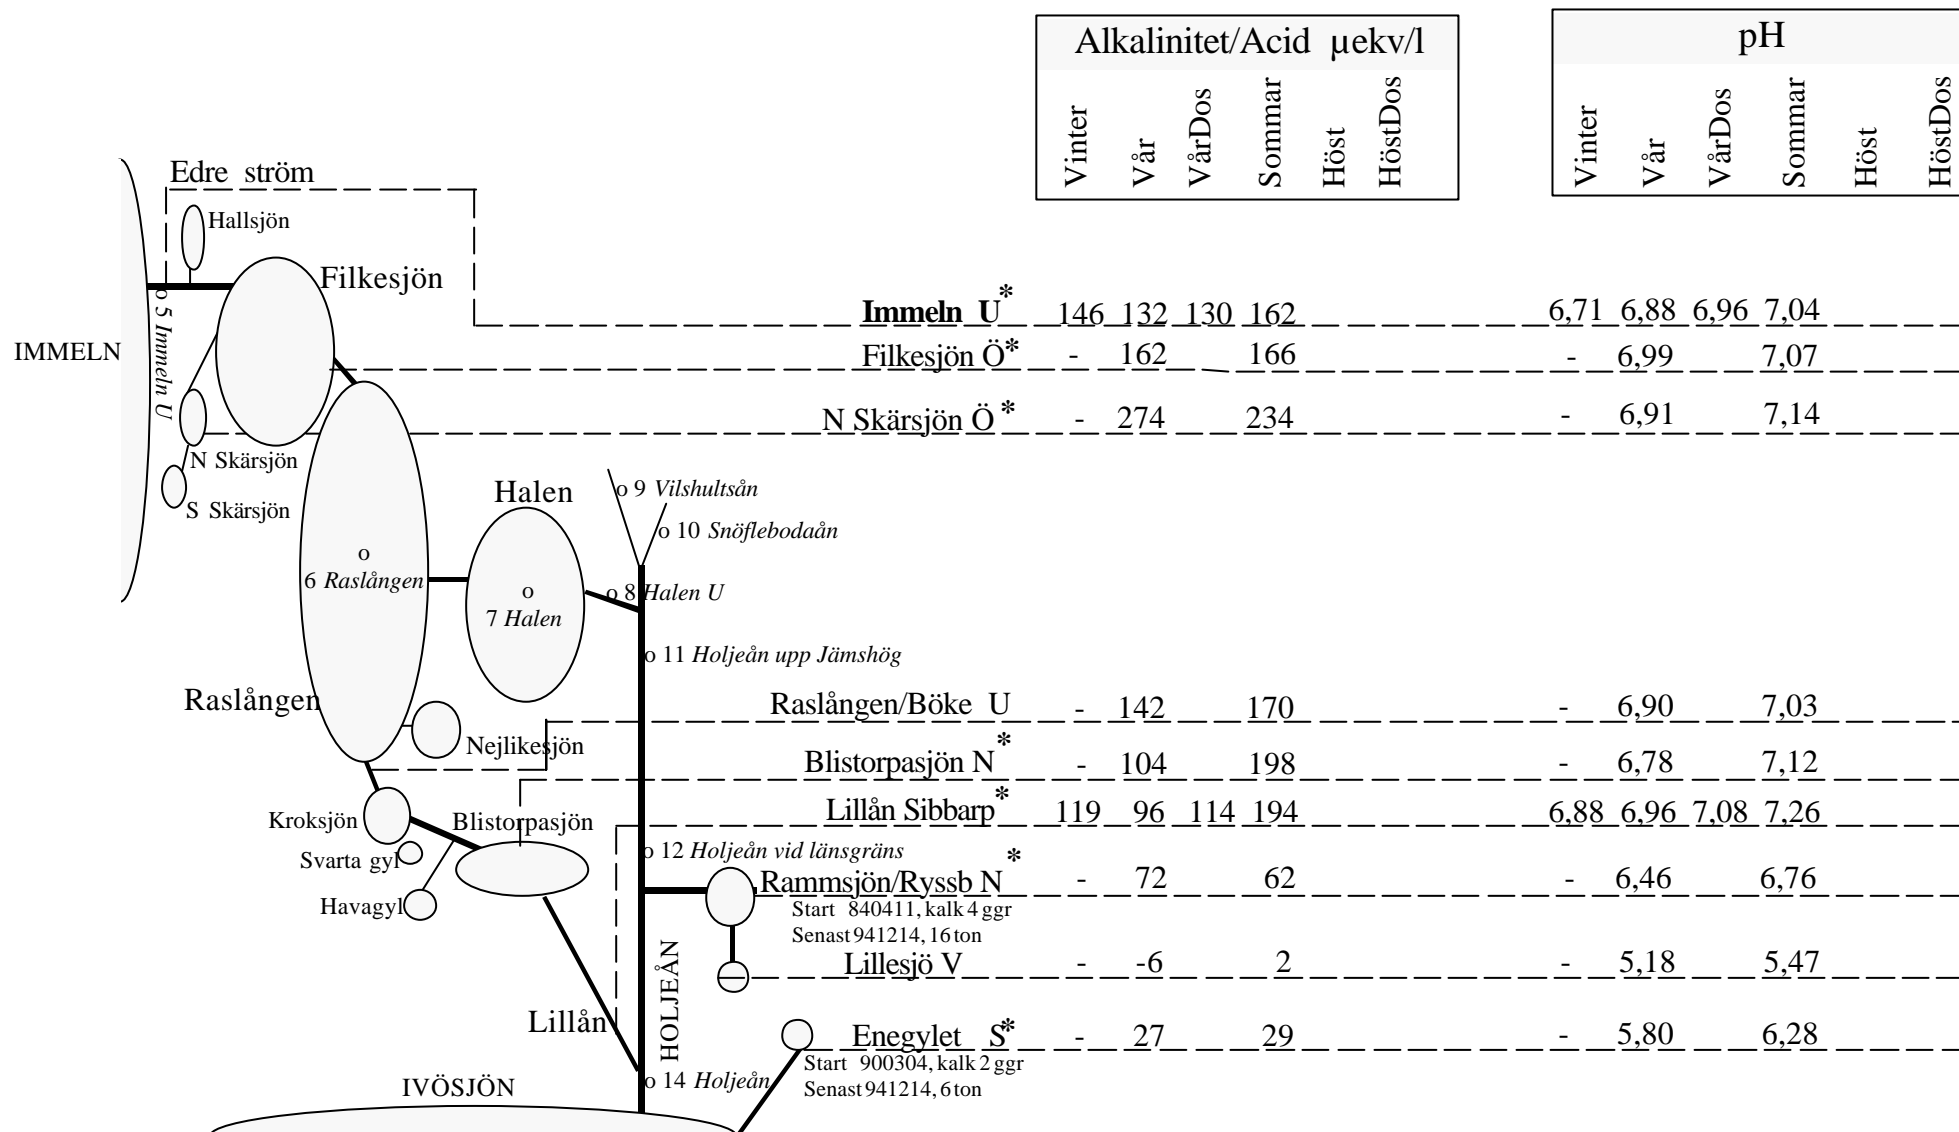 Alkalinitet/Acid µekv/l
pH
Vinter Vår VårDos Sommar Höst HöstDos
Vinter Vår VårDos Sommar Höst HöstDos
Edre ström
Hallsjön
Filkesjön
IMMELN
o 5 Immeln U
Immeln U* 146 132 130 162 6,71 6,88 6,96 7,04
Filkesjön Ö* - 162 166 - 6,99 7,07
N Skärsjön Ö* - 274 234 - 6,91 7,14
N Skärsjön
S Skärsjön
Halen
o 9 Vilshultsån
o 10 Snöflebodaån
o
6 Raslången
o
7 Halen
o 8 Halen U
o 11 Holjeån upp Jämshög
Raslången
Raslången/Böke U - 142 170 - 6,90 7,03
Nejlikesjön
Blistorpasjön N* - 104 198 - 6,78 7,12
Lillån Sibbarp* 119 96 114 194 6,88 6,96 7,08 7,26
Kroksjön
Blistorpasjön
Svarta gyl
o 12 Holjeån vid länsgräns
Rammsjön/Ryssb N* - 72 62 - 6,46 6,76
Havagyl
Start 840411, kalk 4 ggr
Senast 941214, 16 ton
Lillesjö V - -6 2 - 5,18 5,47
HOLJEÅN
Lillån
Enegylet S* - 27 29 - 5,80 6,28
Start 900304, kalk 2 ggr
Senast 941214, 6 ton
o 14 Holjeån
IVÖSJÖN